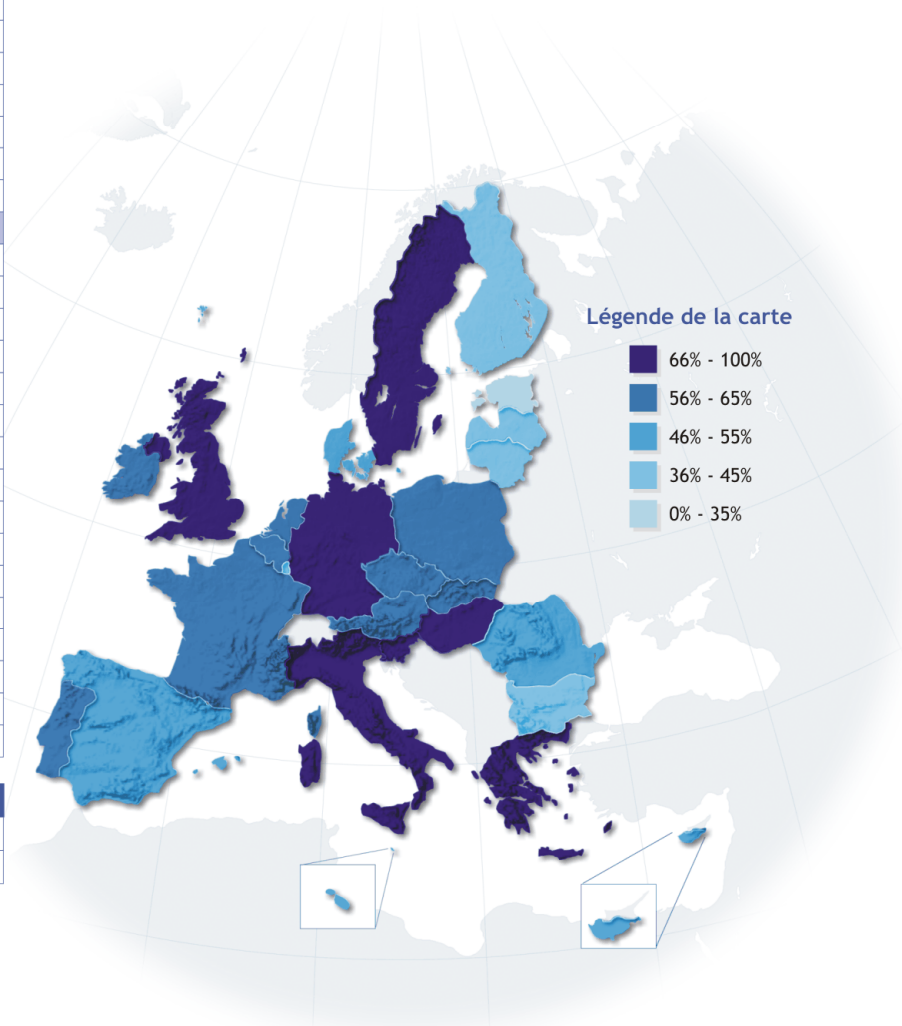 Légende de la carte
66% - 100%
56% - 65%
46% - 55%
36% - 45%
0% - 35%